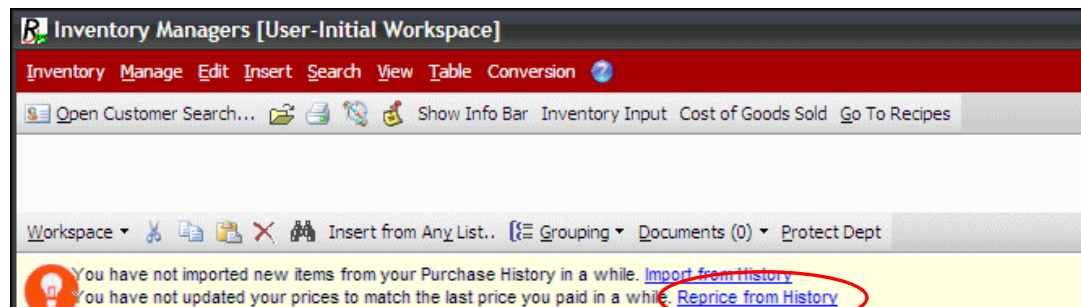 Inventory Managers [User-Initial Workspace]
Inventory Manage Edit Insert Search View Table Conversion ?
Open Customer Search... Show Info Bar Inventory Input Cost of Goods Sold Go To Recipes
Workspace Insert from Any List.. Grouping Documents (0) Protect Dept
You have not imported new items from your Purchase History in a while. Import from History
You have not updated your prices to match the last price you paid in a while. Reprice from History